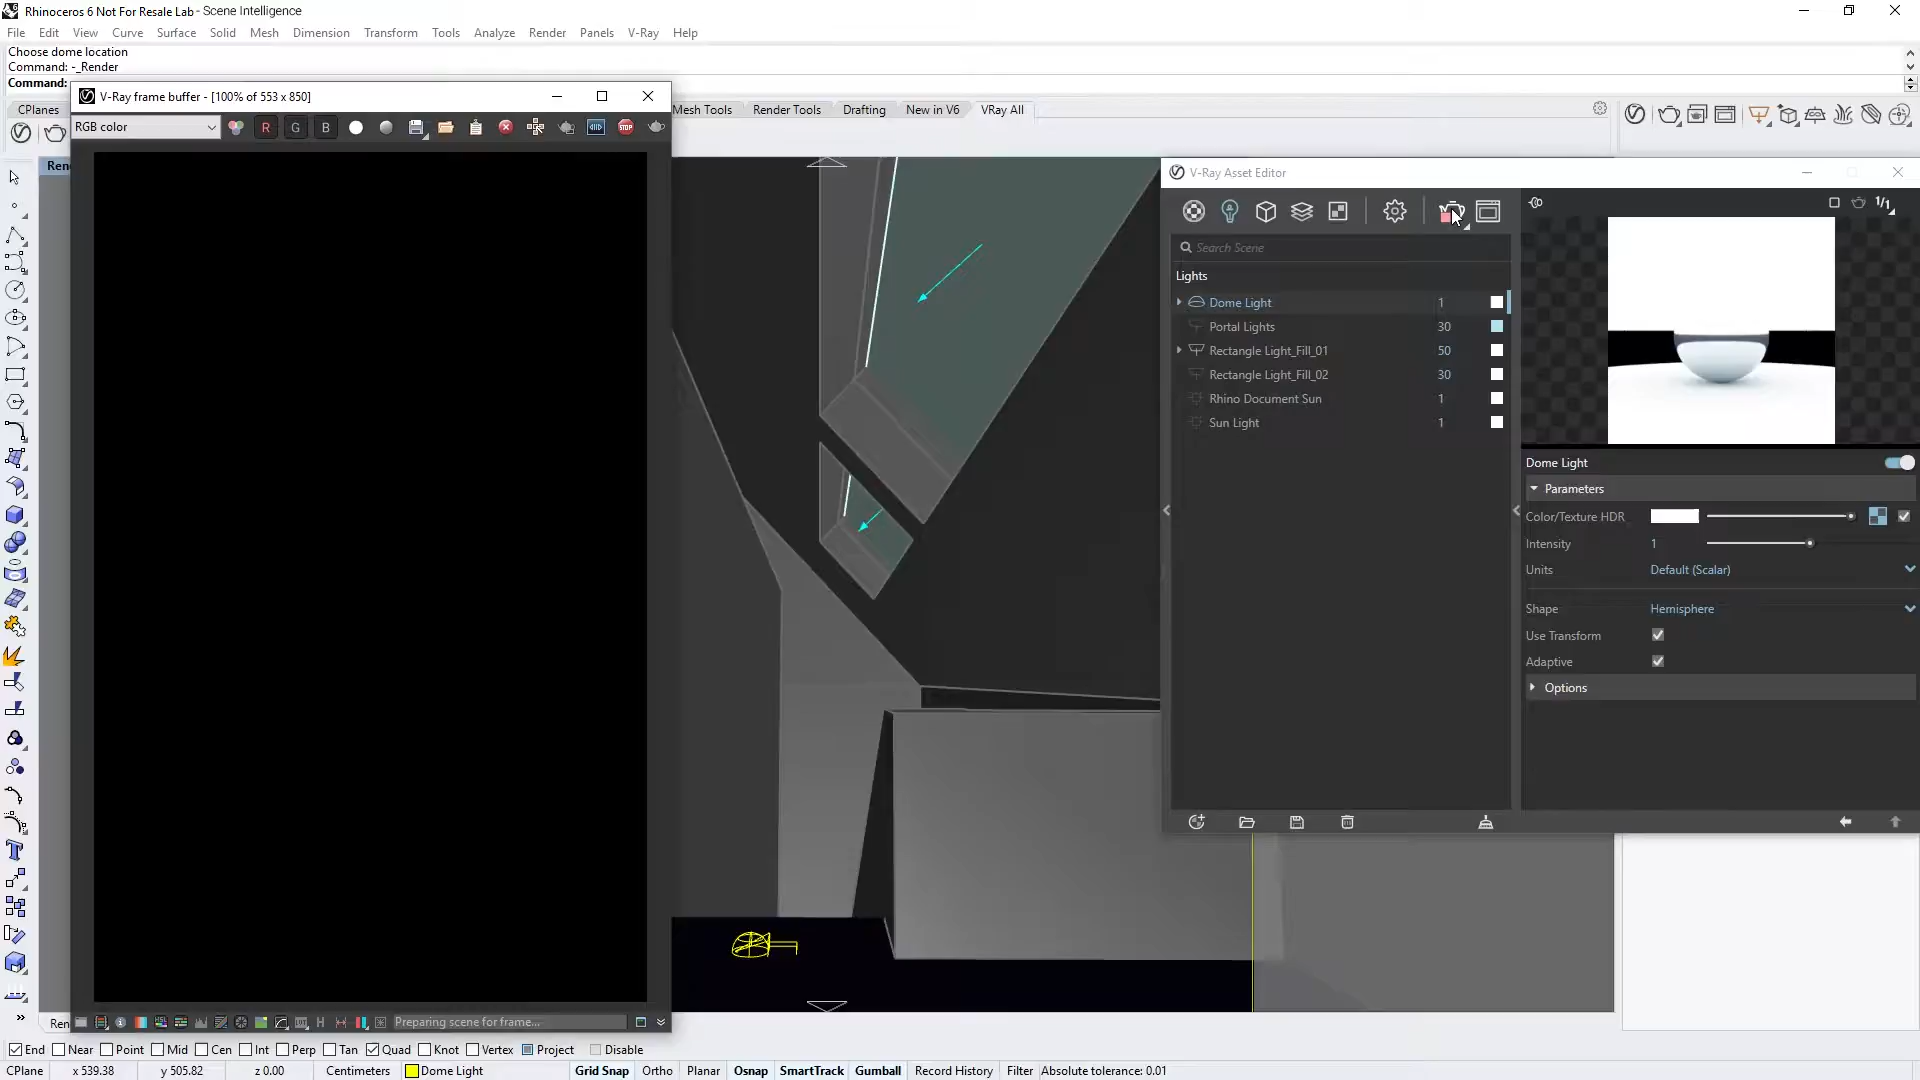 Rhinoceros 6 Not For Resale Lab - Scene Intelligence
File Edit View Curve Surface Solid Mesh Dimension Transform Tools Analyze Render Panels V-Ray Help
Choose dome location
Command: -_Render
Command:
CPlanes
V-Ray frame buffer - [100% of 553 x 850]
Mesh Tools Render Tools Drafting New in V6 VRay All
RGB color
R G B
STOP
Ren
V-Ray Asset Editor
1/1
Search Scene
Lights
Dome Light 1
Portal Lights 30
Rectangle Light_Fill_01 50
Rectangle Light_Fill_02 30
Rhino Document Sun 1
Sun Light 1
Dome Light
Parameters
Color/Texture HDR
Intensity 1
Units Default (Scalar)
Shape Hemisphere
Use Transform
Adaptive
Options
Ren
H
Preparing scene for frame...
End Near Point Mid Cen Int Perp Tan Quad Knot Vertex Project Disable
CPlane x 539.38 y 505.82 z 0.00 Centimeters Dome Light Grid Snap Ortho Planar Osnap SmartTrack Gumball Record History Filter Absolute tolerance: 0.01